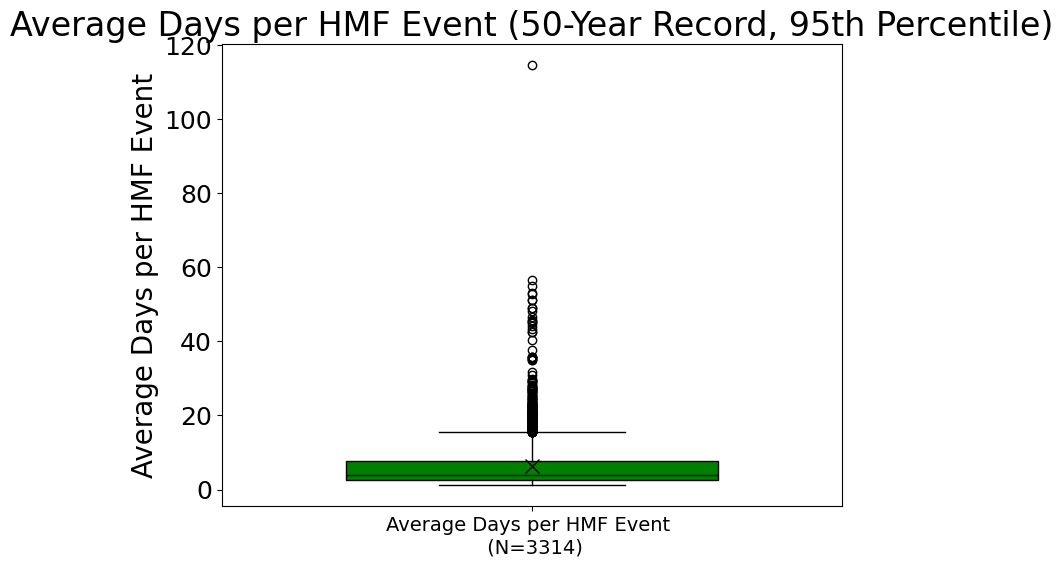 Average Days per HMF Event (50-Year Record, 95th Percentile)
Average Days per HMF Event
120
100
80
60
40
20
0
Average Days per HMF Event
(N=3314)